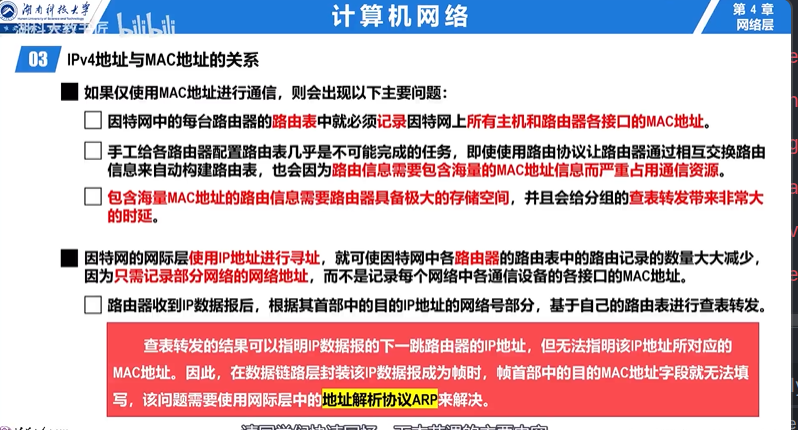 湖南科技大学
计算机网络
第 4 章
网络层
湖科大教书匠 bilibili
03 IPv4地址与MAC地址的关系
如果仅使用MAC地址进行通信，则会出现以下主要问题：
因特网中的每台路由器的路由表中就必须记录因特网上所有主机和路由器各接口的MAC地址。
手工给各路由器配置路由表几乎是不可能完成的任务，即使使用路由协议让路由器通过相互交换路由
信息来自动构建路由表，也会因为路由信息需要包含海量的MAC地址信息而严重占用通信资源。
包含海量MAC地址的路由信息需要路由器具备极大的存储空间，并且会给分组的查表转发带来非常大
的时延。
因特网的网际层使用IP地址进行寻址，就可使因特网中各路由器的路由表中的路由记录的数量大大减少，
因为只需记录部分网络的网络地址，而不是记录每个网络中各通信设备的各接口的MAC地址。
路由器收到IP数据报后，根据其首部中的目的IP地址的网络号部分，基于自己的路由表进行查表转发。
查表转发的结果可以指明IP数据报的下一跳路由器的IP地址，但无法指明该IP地址所对应的
MAC地址。因此，在数据链路层封装该IP数据报成为帧时，帧首部中的目的MAC地址字段就无法填
写，该问题需要使用网际层中的地址解析协议ARP来解决。